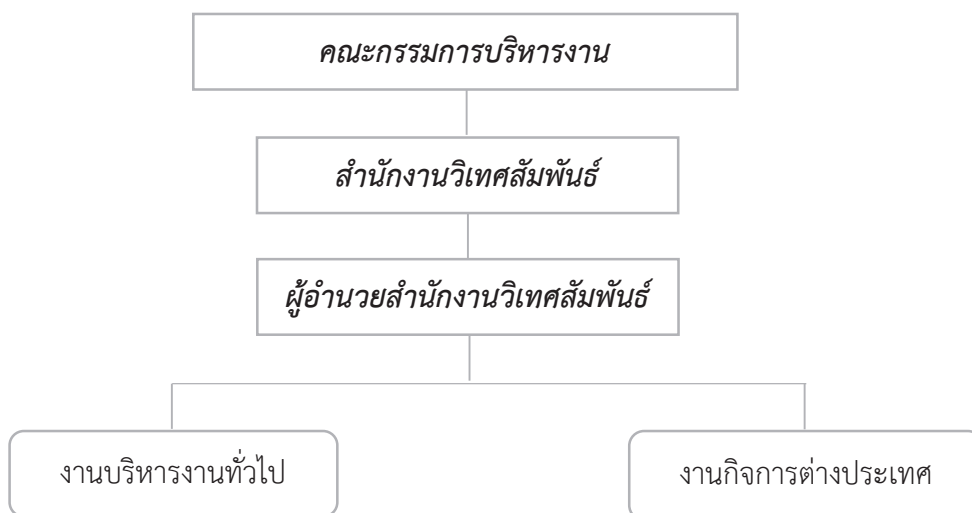 คณะกรรมการบริหารงาน
สำนักงานวิเทศสัมพันธ์
ผู้อำนวยสำนักงานวิเทศสัมพันธ์
งานบริหารงานทั่วไป
งานกิจการต่างประเทศ